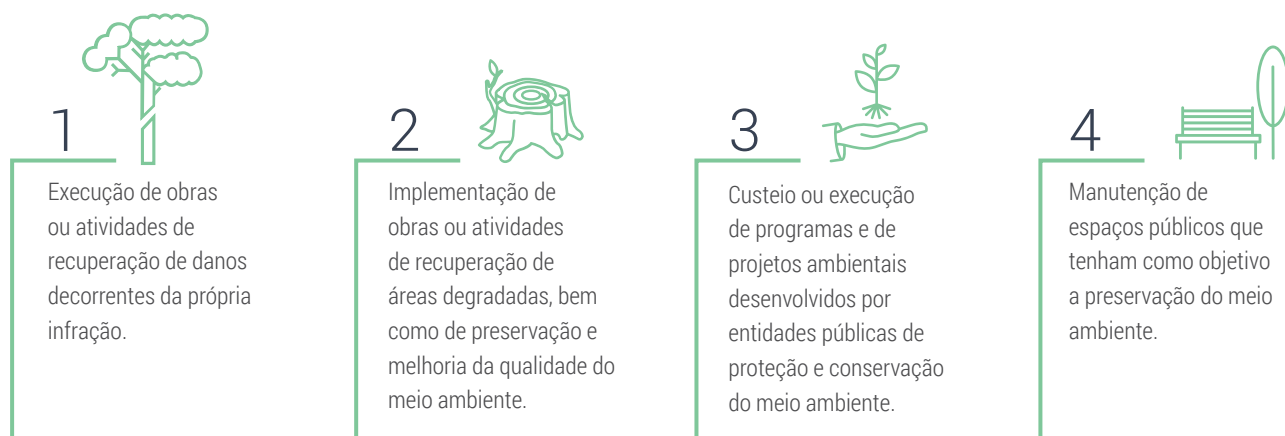 1
Execução de obras
ou atividades de
recuperação de danos
decorrentes da própria
infração.
2
Implementação de
obras ou atividades
de recuperação de
áreas degradadas, bem
como de preservação e
melhoria da qualidade do
meio ambiente.
3
Custeio ou execução
de programas e de
projetos ambientais
desenvolvidos por
entidades públicas de
proteção e conservação
do meio ambiente.
4
Manutenção de
espaços públicos que
tenham como objetivo
a preservação do meio
ambiente.